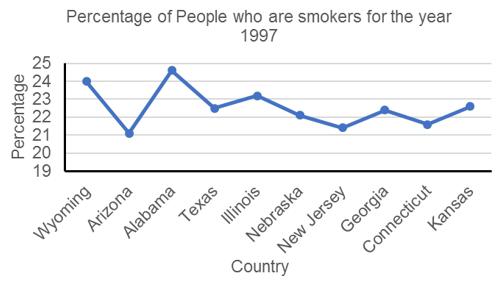 Percentage of People who are smokers for the year
1997
Percentage
25
24
23
22
21
20
19
Wyoming
Arizona
Alabama
Texas
Illinois
Nebraska
New Jersey
Georgia
Connecticut
Kansas
Country